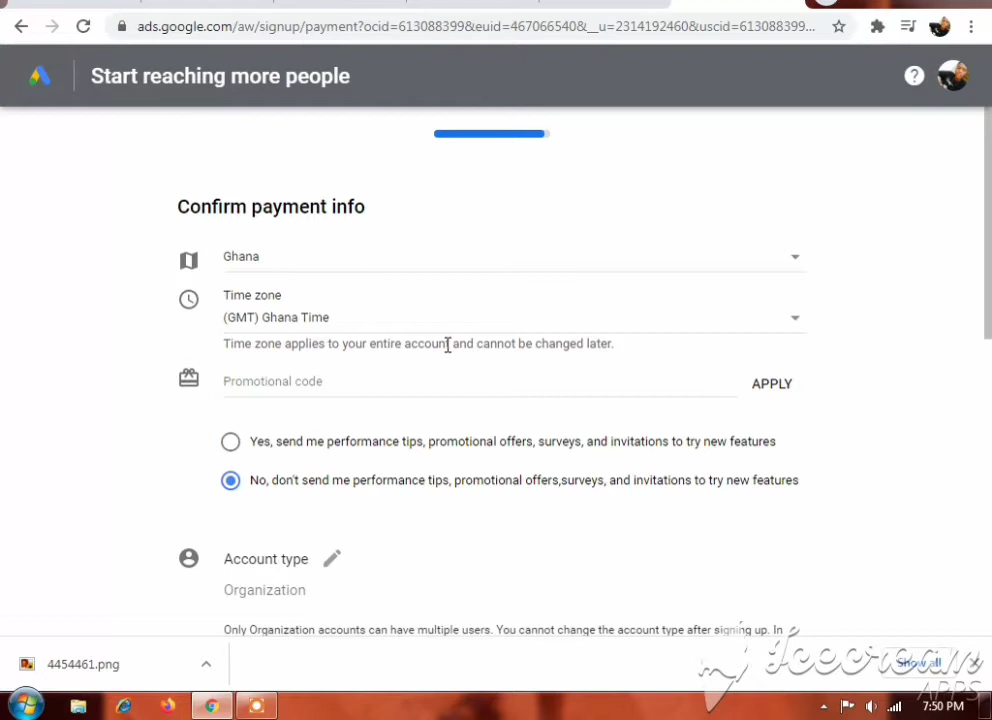 ads.google.com/aw/signup/payment?ocid=613088399&euid=467066540&__u=2314192460&uscid=613088399...
Start reaching more people
Confirm payment info
Ghana
Time zone
(GMT) Ghana Time
Time zone applies to your entire account and cannot be changed later.
Promotional code
APPLY
Yes, send me performance tips, promotional offers, surveys, and invitations to try new features
No, don't send me performance tips, promotional offers,surveys, and invitations to try new features
Account type
Organization
Only Organization accounts can have multiple users. You cannot change the account type after signing up. In
4454461.png
Show all
Icecream
APPS
7:50 PM